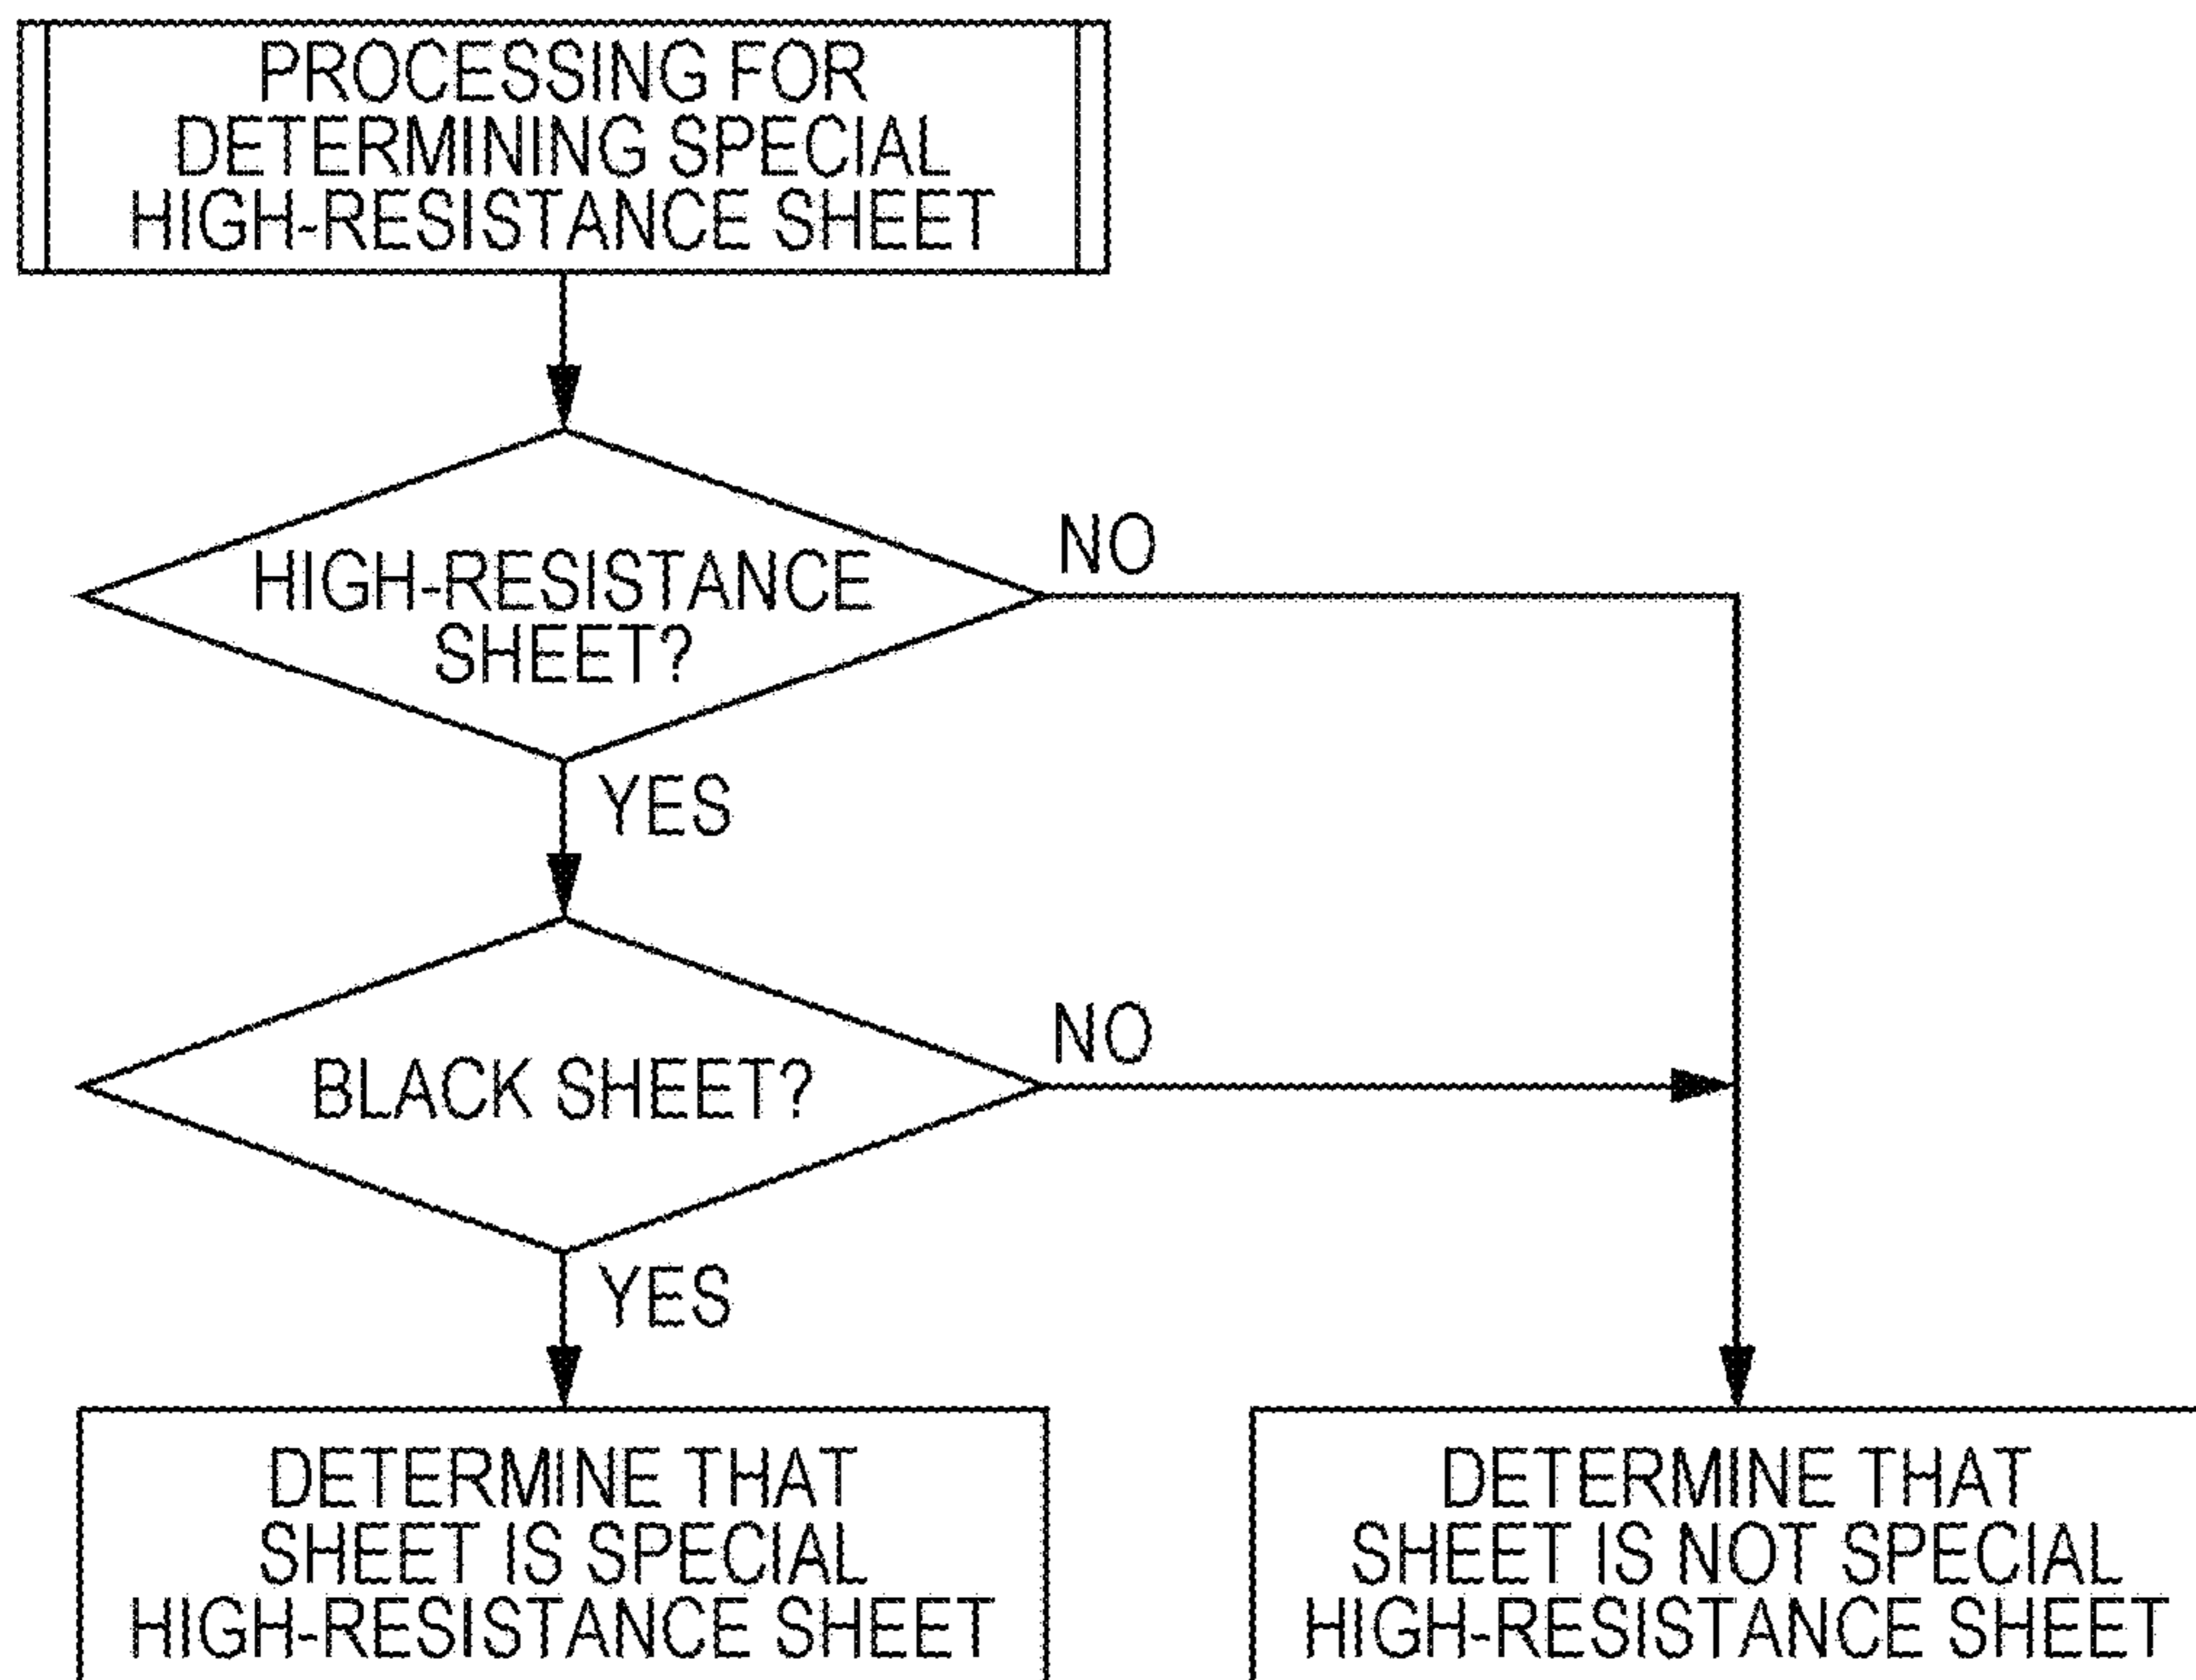 PROCESSING FOR
DETERMINING SPECIAL
HIGH-RESISTANCE SHEET
HIGH-RESISTANCE
SHEET?
NO
YES
BLACK SHEET?
NO
YES
DETERMINE THAT
SHEET IS SPECIAL
HIGH-RESISTANCE SHEET
DETERMINE THAT
SHEET IS NOT SPECIAL
HIGH-RESISTANCE SHEET